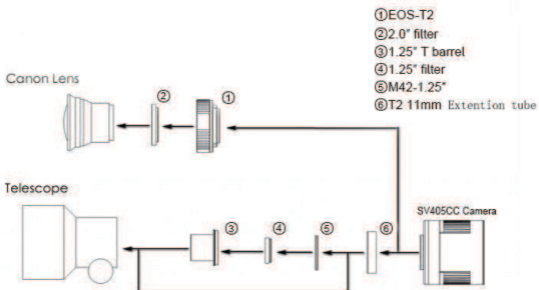 ①EOS-T2
②2.0" filter
③1.25" T barrel
④1.25" filter
⑤M42-1.25"
⑥T2 11mm Extention tube
Canon Lens
② ①
Telescope
SV405CC Camera
③ ④ ⑤ ⑥